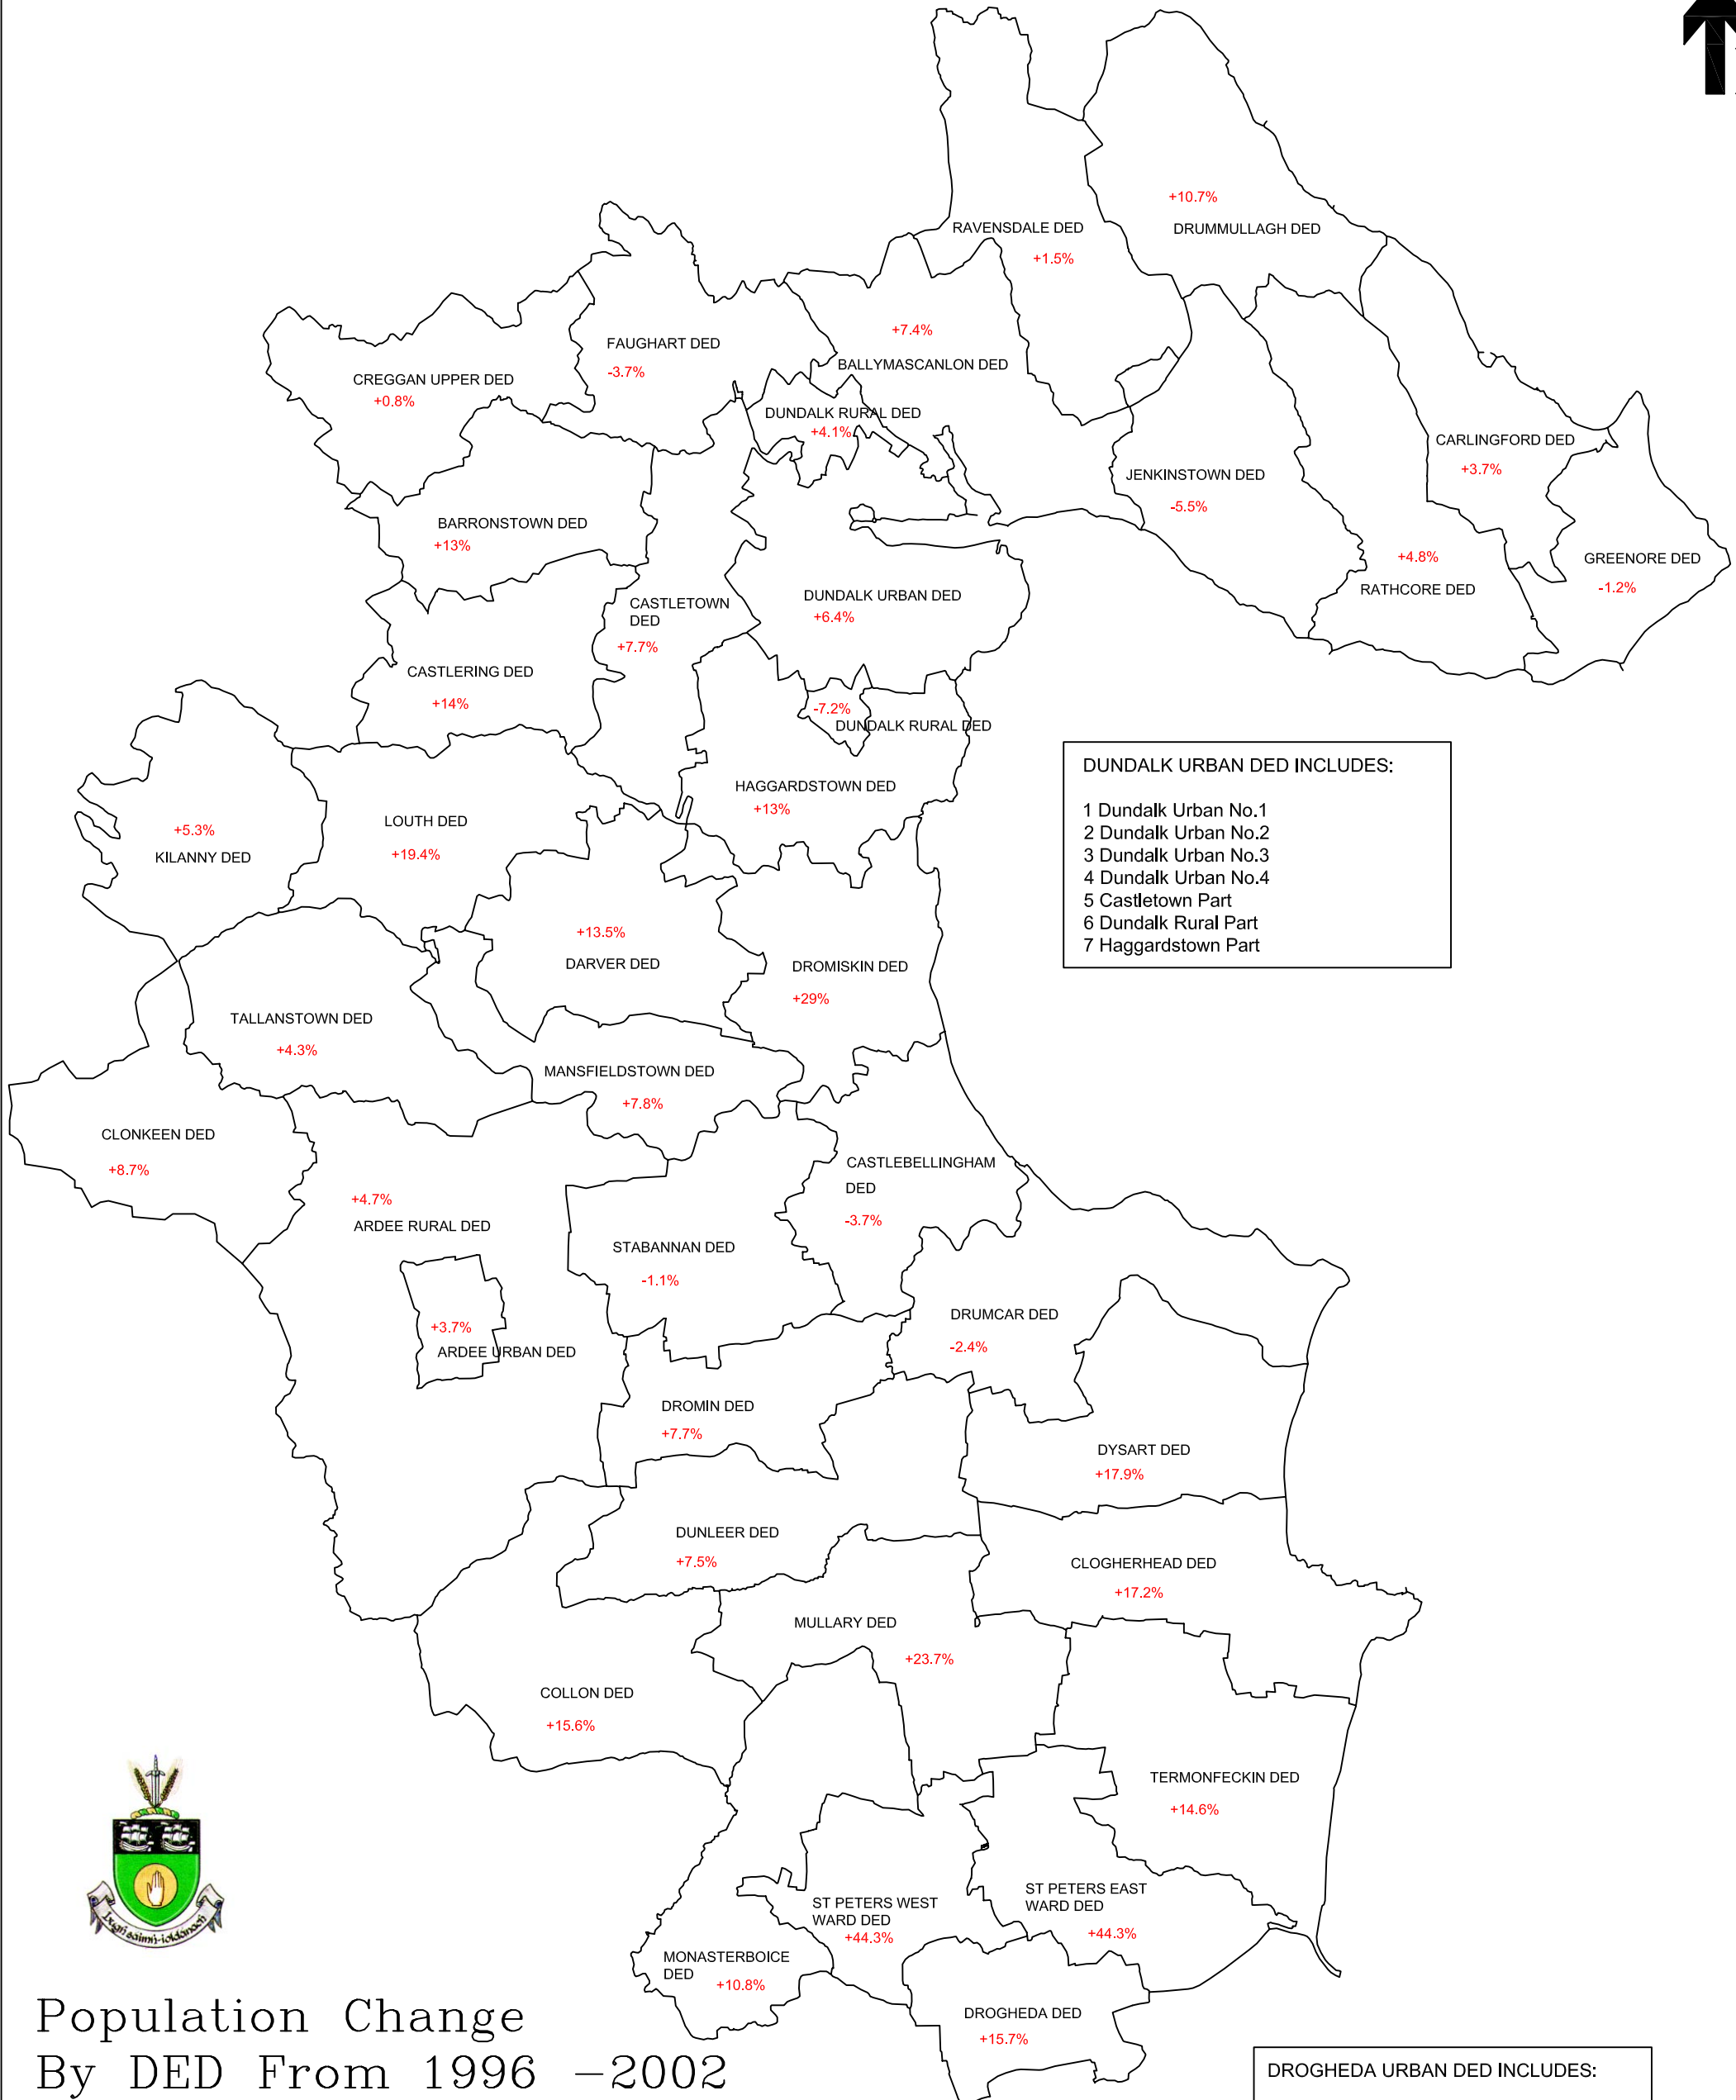 +10.7%
RAVENSDALE DED
DRUMMULLAGH DED
+1.5%
+7.4%
FAUGHART DED
BALLYMASCANLON DED
-3.7%
CREGGAN UPPER DED
+0.8%
DUNDALK RURAL DED
+4.1%
CARLINGFORD DED
+3.7%
JENKINSTOWN DED
-5.5%
BARRONSTOWN DED
+13%
+4.8%
RATHCORE DED
GREENORE DED
-1.2%
DUNDALK URBAN DED
+6.4%
CASTLETOWN
DED
+7.7%
CASTLERING DED
+14%
-7.2%
DUNDALK RURAL DED
HAGGARDSTOWN DED
+13%
DUNDALK URBAN DED INCLUDES:
1 Dundalk Urban No.1
2 Dundalk Urban No.2
3 Dundalk Urban No.3
4 Dundalk Urban No.4
5 Castletown Part
6 Dundalk Rural Part
7 Haggardstown Part
LOUTH DED
+19.4%
+5.3%
KILANNY DED
+13.5%
DARVER DED
DROMISKIN DED
+29%
TALLANSTOWN DED
+4.3%
MANSFIELDSTOWN DED
+7.8%
CLONKEEN DED
+8.7%
CASTLEBELLINGHAM
DED
-3.7%
+4.7%
ARDEE RURAL DED
STABANNAN DED
-1.1%
+3.7%
ARDEE URBAN DED
DRUMCAR DED
-2.4%
DROMIN DED
+7.7%
DYSART DED
+17.9%
DUNLEER DED
+7.5%
CLOGHERHEAD DED
+17.2%
MULLARY DED
+23.7%
COLLON DED
+15.6%
TERMONFECKIN DED
+14.6%
ST PETERS WEST
WARD DED
+44.3%
ST PETERS EAST
WARD DED
+44.3%
MONASTERBOICE
DED
+10.8%
DROGHEDA DED
+15.7%
Population Change
By DED From 1996 -2002
DROGHEDA URBAN DED INCLUDES: